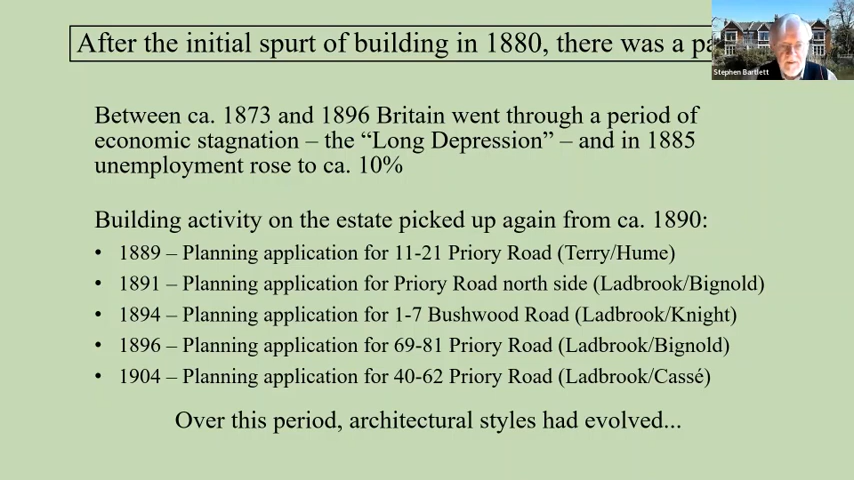 After the initial spurt of building in 1880, there was a
Stephen Bartlett
Between ca. 1873 and 1896 Britain went through a period of
economic stagnation – the “Long Depression” – and in 1885
unemployment rose to ca. 10%
Building activity on the estate picked up again from ca. 1890:
• 1889 – Planning application for 11-21 Priory Road (Terry/Hume)
• 1891 – Planning application for Priory Road north side (Ladbrook/Bignold)
• 1894 – Planning application for 1-7 Bushwood Road (Ladbrook/Knight)
• 1896 – Planning application for 69-81 Priory Road (Ladbrook/Bignold)
• 1904 – Planning application for 40-62 Priory Road (Ladbrook/Cassé)
Over this period, architectural styles had evolved...